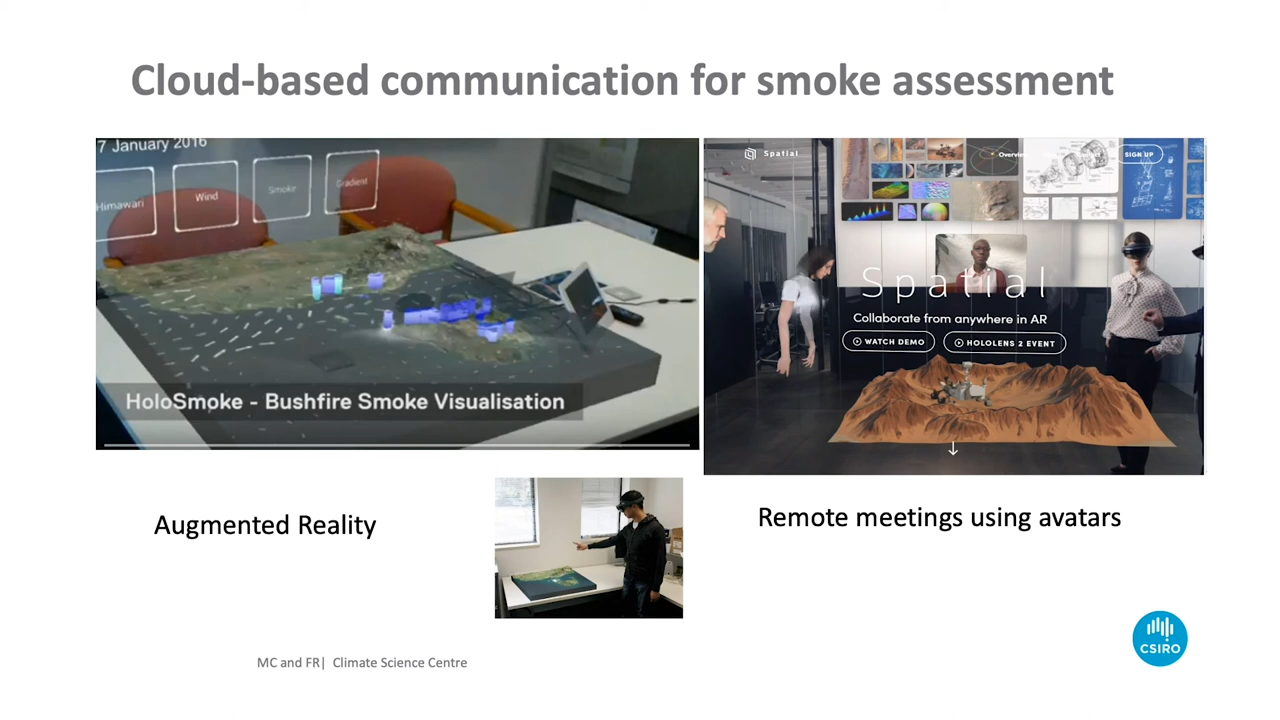 Cloud-based communication for smoke assessment
7 January 2016
Himawari
Wind
Smoke
Gradient
HoloSmoke - Bushfire Smoke Visualisation
Spatial
Overview
SIGN UP
Spatial
Collaborate from anywhere in AR
WATCH DEMO
HOLOLENS 2 EVENT
Augmented Reality
Remote meetings using avatars
MC and FR| Climate Science Centre
CSIRO